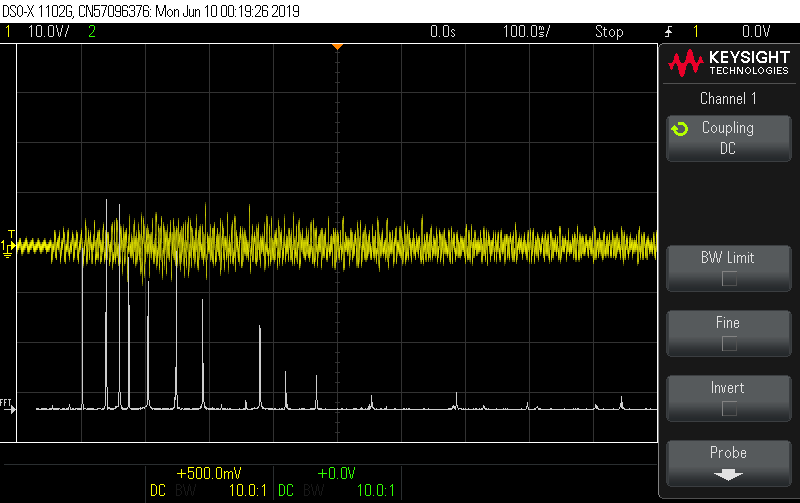 DSO-X 1102G, CN57096376: Mon Jun 10 00:19:26 2019
1 10.0V/ 2 0.0s 100.0ms/ Stop 1 0.0V
KEYSIGHT
TECHNOLOGIES
Channel 1
Coupling
DC
T
1
BW Limit
Fine
Invert
FFT
Probe
+500.0mV +0.0V
DC BW 10.0:1 DC BW 10.0:1